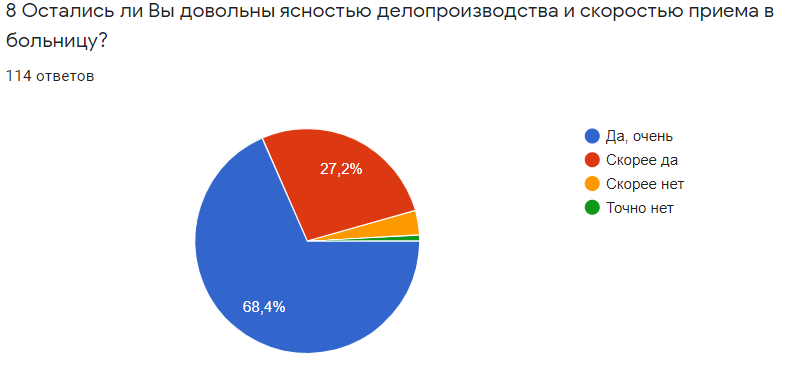 8 Остались ли Вы довольны ясностью делопроизводства и скоростью приема в
больницу?
114 ответов
Да, очень
Скорее да
Скорее нет
Точно нет
27,2%
68,4%